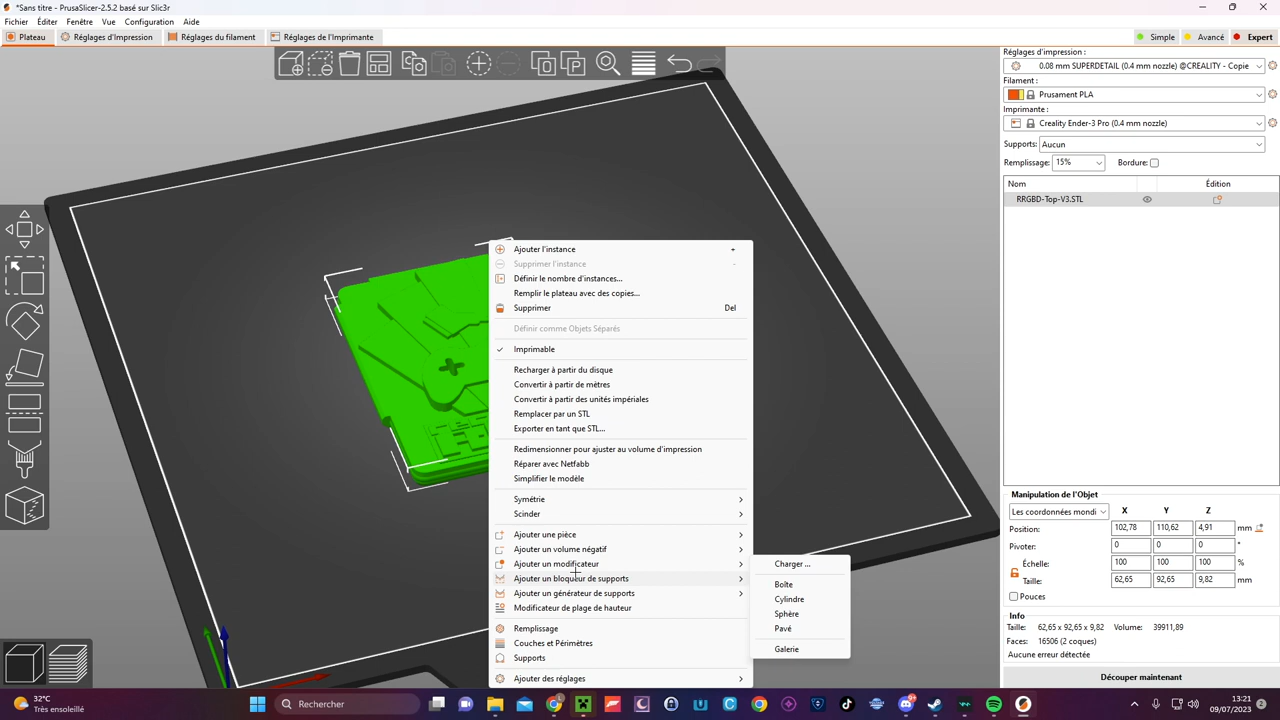 *Sans titre - PrusaSlicer-2.5.2 basé sur Slic3r
Fichier Éditer Fenêtre Vue Configuration Aide
Plateau Réglages d'Impression Réglages du filament Réglages de l'Imprimante Simple Avancé Expert
Réglages d'impression :
0.08 mm SUPERDETAIL (0.4 mm nozzle) @CREALITY - Copie
Filament :
Prusament PLA
Imprimante :
Creality Ender-3 Pro (0.4 mm nozzle)
Supports: Aucun
Remplissage: 15% Bordure:
Nom Édition
RRGBD-Top-V3.STL
Ajouter l'instance +
Supprimer l'instance -
Définir le nombre d'instances...
Remplir le plateau avec des copies...
Supprimer Del
Définir comme Objets Séparés
Imprimable
Recharger à partir du disque
Convertir à partir de mètres
Convertir à partir des unités impériales
Remplacer par un STL
Exporter en tant que STL...
Redimensionner pour ajuster au volume d'impression
Réparer avec Netfabb
Simplifier le modèle
Symétrie
Scinder
Ajouter une pièce
Ajouter un volume négatif
Ajouter un modificateur
Ajouter un bloqueur de supports
Ajouter un générateur de supports
Modificateur de plage de hauteur
Remplissage
Couches et Périmètres
Supports
Ajouter des réglages
Charger ...
Boîte
Cylindre
Sphère
Pavé
Galerie
Manipulation de l'Objet
Les coordonnées mondi X Y Z
Position: 102,78 110,62 4,91 mm
Pivoter: 0 0 0 °
Échelle: 100 100 100 %
Taille: 62,65 92,65 9,82 mm
Pouces
Info
Taille: 62,65 x 92,65 x 9,82 Volume: 39911,89
Faces: 16506 (2 coques)
Aucune erreur détectée
Découper maintenant
32°C
Très ensoleillé
Rechercher
13:21
09/07/2023